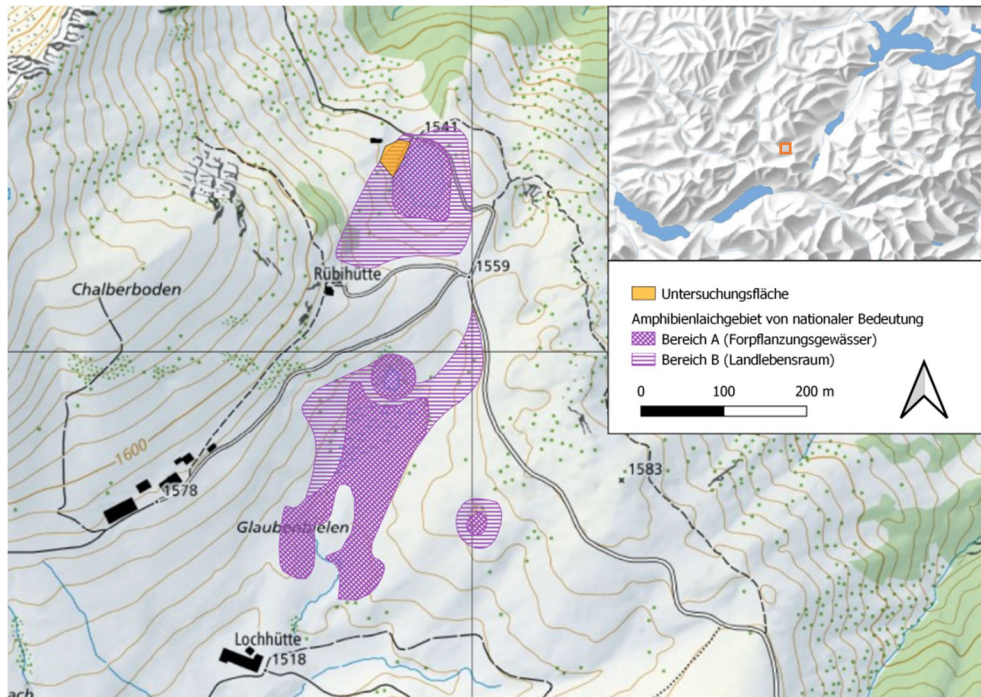 1541
Rübihütte
1559
Chalberboden
1600
1578
1583
Glaubenbielen
Lochhütte
1518
ach
Untersuchungsfläche
Amphibienlaichgebiet von nationaler Bedeutung
Bereich A (Forpflanzungsgewässer)
Bereich B (Landlebensraum)
0 100 200 m